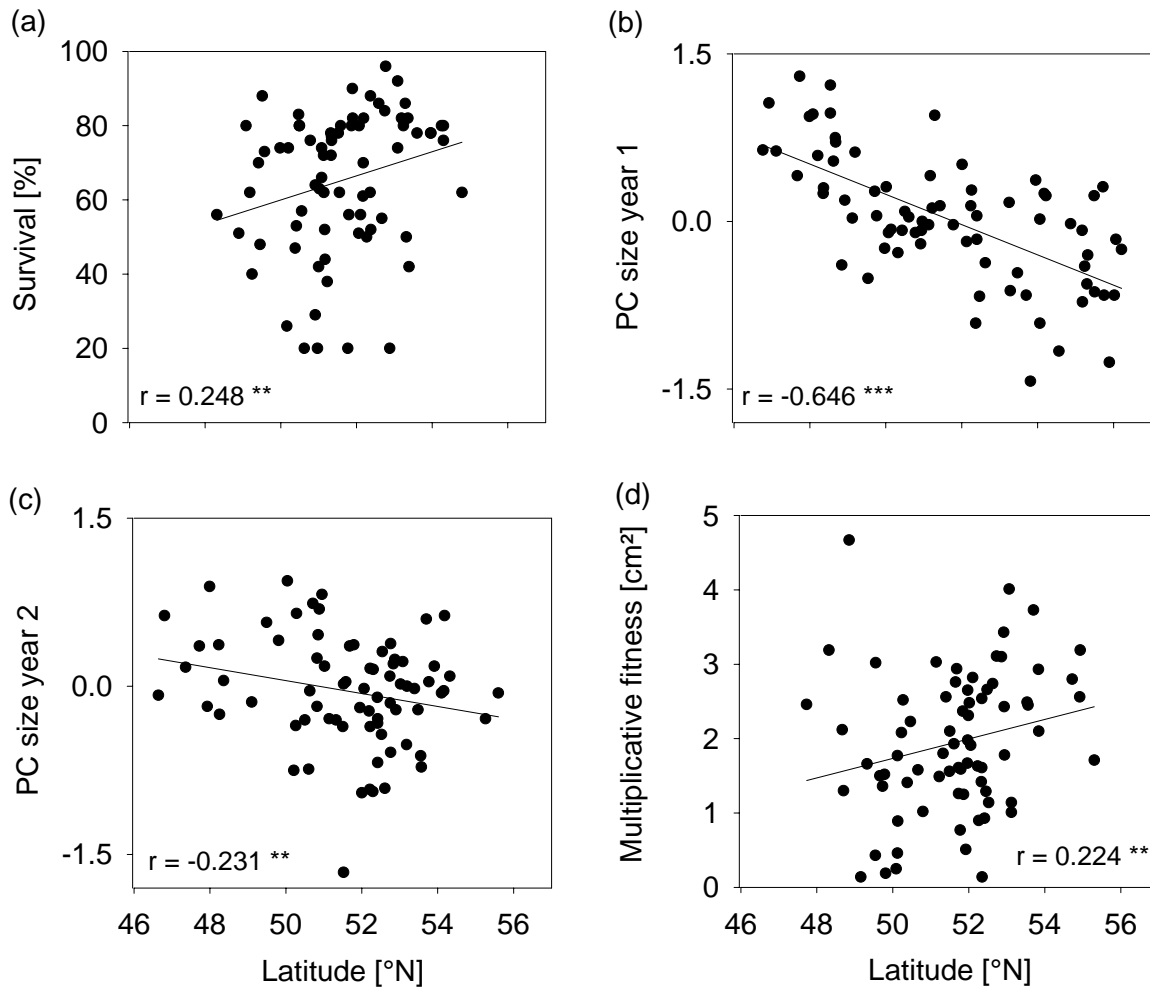 (a)
100
80
60
40
20
0
Survival [%]
r = 0.248 **
(b)
1.5
0.0
-1.5
PC size year 1
r = -0.646 ***
(c)
1.5
0.0
-1.5
PC size year 2
r = -0.231 **
46 48 50 52 54 56
Latitude [°N]
(d)
5
4
3
2
1
0
Multiplicative fitness [cm²]
r = 0.224 **
46 48 50 52 54 56
Latitude [°N]